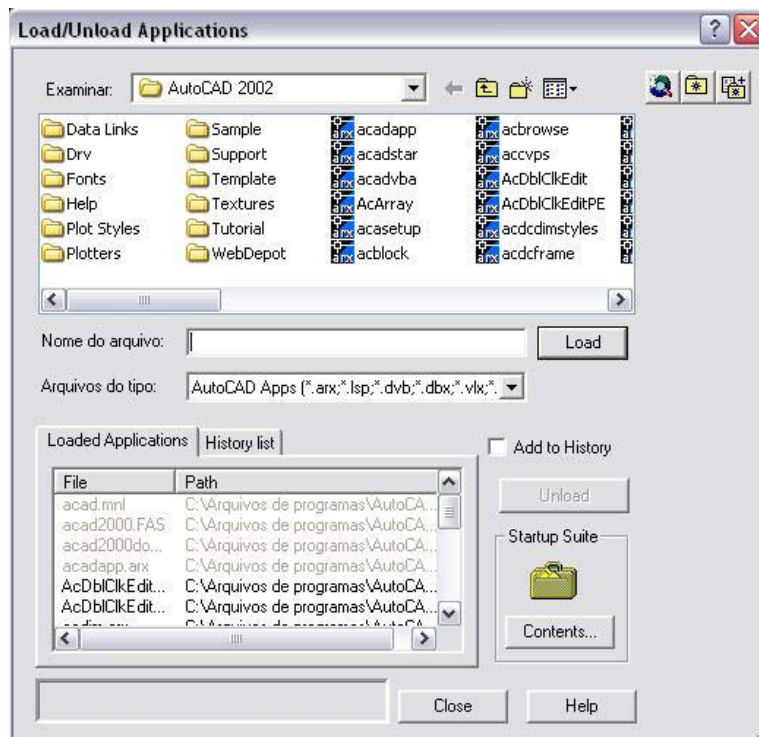 Load/Unload Applications
Examinar: AutoCAD 2002
Data Links Sample acadapp acbrowse
Drv Support acadstar accvps
Fonts Template acadvba AcDblClkEdit
Help Textures AcArray AcDblClkEditPE
Plot Styles Tutorial acasetup acdcdimstyles
Plotters WebDepot acblock acdcframe
Nome do arquivo: Load
Arquivos do tipo: AutoCAD Apps (*.arx;*.lsp;*.dvb;*.dbx;*.vlx;*.
Loaded Applications History list
Add to History
File Path
acad.mnl C:\Arquivos de programas\AutoCA...
acad2000.FAS C:\Arquivos de programas\AutoCA...
acad2000do... C:\Arquivos de programas\AutoCA...
acadapp.arx C:\Arquivos de programas\AutoCA...
AcDblClkEdit... C:\Arquivos de programas\AutoCA...
AcDblClkEdit... C:\Arquivos de programas\AutoCA...
C:\Arquivos de programas\AutoCA...
Unload
Startup Suite
Contents...
Close Help